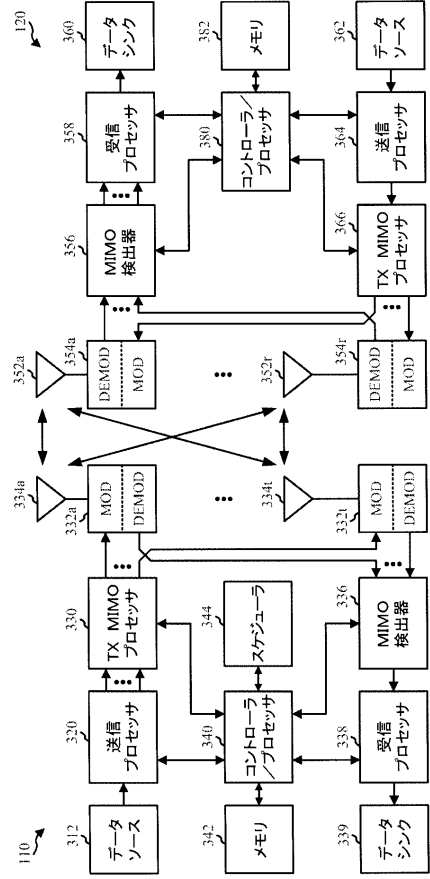 110
312
データ
ソース
320
送信
プロセッサ
330
TX MIMO
プロセッサ
332a
MOD
DEMOD
334a
342
メモリ
340
コントローラ
/プロセッサ
344
スケジューラ
339
データ
シンク
338
受信
プロセッサ
336
MIMO
検出器
332t
MOD
DEMOD
334t
120
352a
354a
DEMOD
MOD
356
MIMO
検出器
358
受信
プロセッサ
360
データ
シンク
380
コントローラ/
プロセッサ
382
メモリ
352r
354r
DEMOD
MOD
366
TX MIMO
プロセッサ
364
送信
プロセッサ
362
データ
ソース